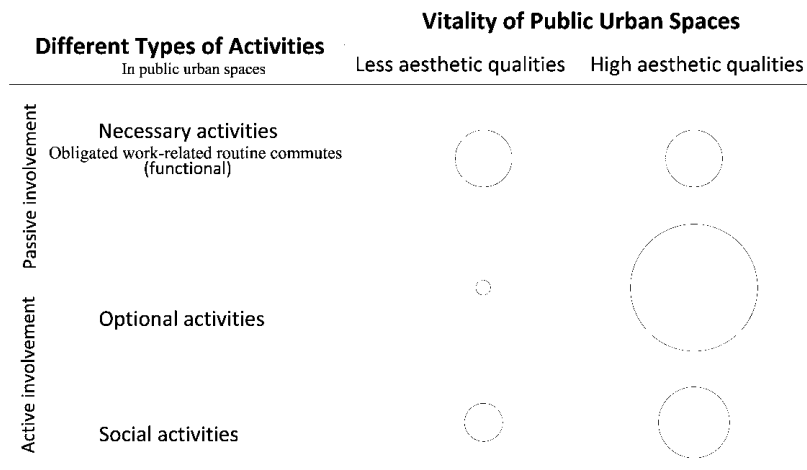 Vitality of Public Urban Spaces
Different Types of Activities
In public urban spaces
Less aesthetic qualities
High aesthetic qualities
Passive involvement
Necessary activities
Obligated work-related routine commutes
(functional)
Optional activities
Active involvement
Social activities